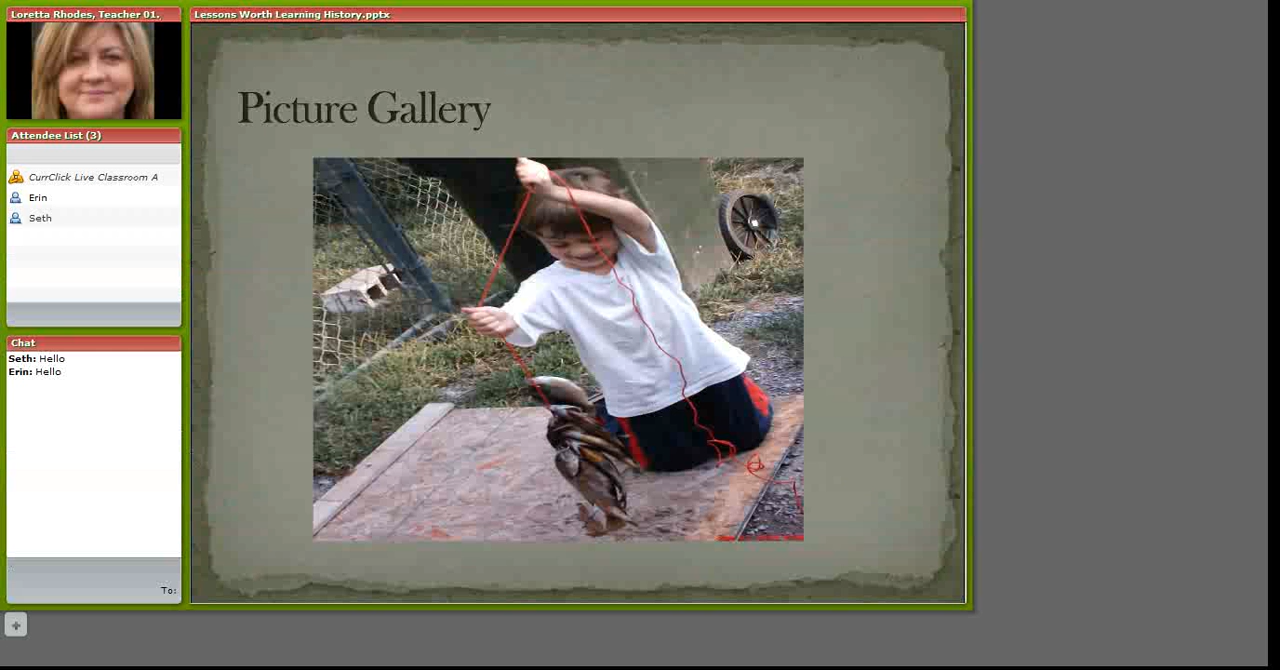 Loretta Rhodes, Teacher 01.
Lessons Worth Learning History.pptx
Picture Gallery
Attendee List (3)
CurrClick Live Classroom A
Erin
Seth
Chat
Seth: Hello
Erin: Hello
To: